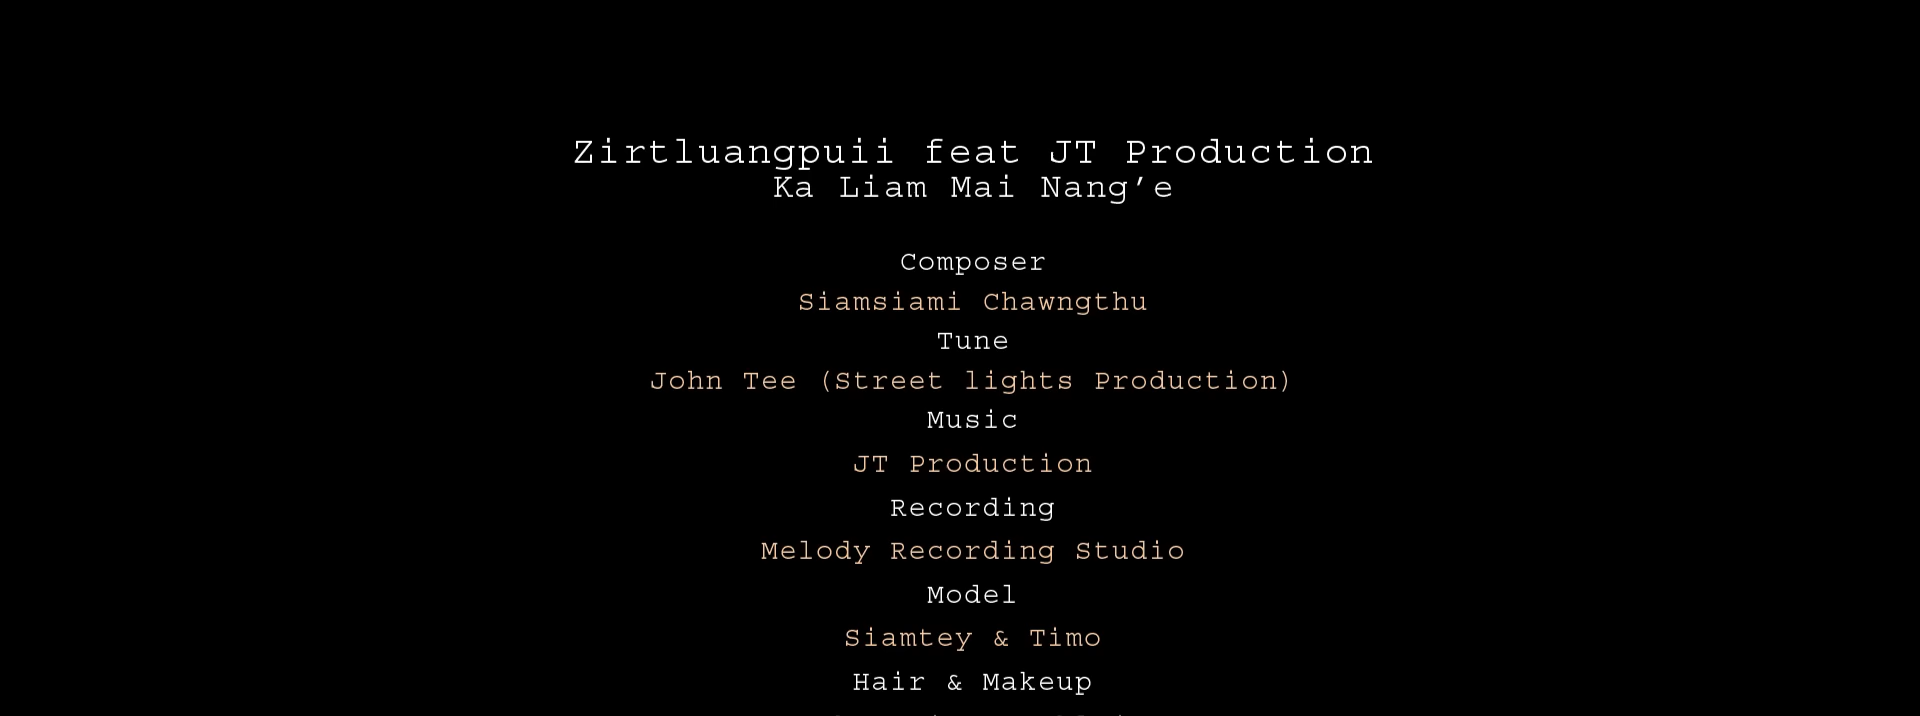 Zirtluangpuii feat JT Production
Ka Liam Mai Nang’e
Composer
Siamsiami Chawngthu
Tune
John Tee (Street lights Production)
Music
JT Production
Recording
Melody Recording Studio
Model
Siamtey & Timo
Hair & Makeup